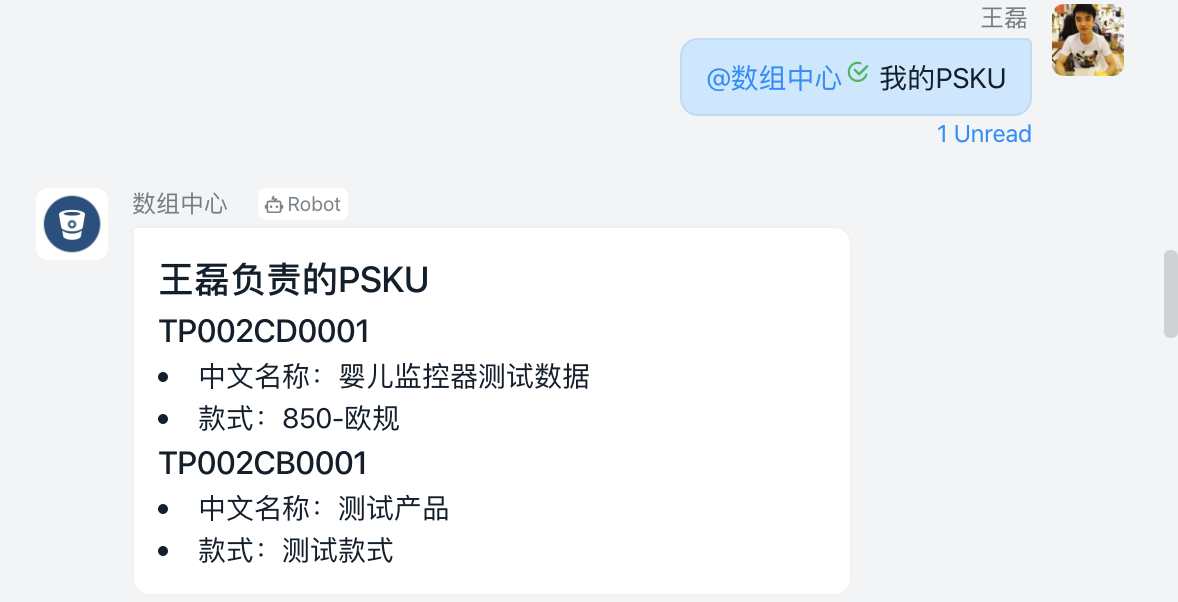 王磊
@数组中心 我的PSKU
1 Unread
数组中心 Robot
王磊负责的PSKU
TP002CD0001
• 中文名称：婴儿监控器测试数据
• 款式：850-欧规
TP002CB0001
• 中文名称：测试产品
• 款式：测试款式